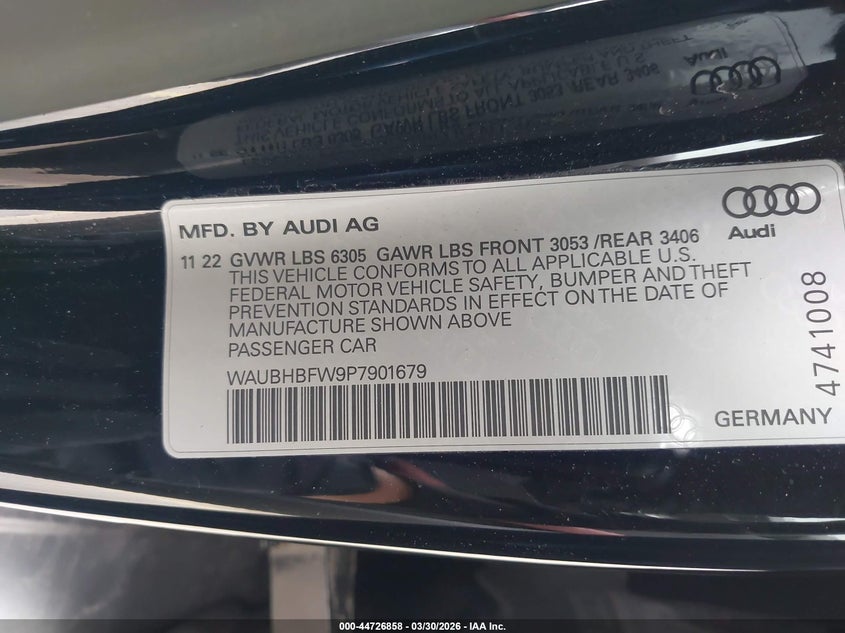 MFD. BY AUDI AG
Audi
11 22 GVWR LBS 6305 GAWR LBS FRONT 3053 /REAR 3406
THIS VEHICLE CONFORMS TO ALL APPLICABLE U.S.
FEDERAL MOTOR VEHICLE SAFETY, BUMPER AND THEFT
PREVENTION STANDARDS IN EFFECT ON THE DATE OF
MANUFACTURE SHOWN ABOVE
PASSENGER CAR
WAUBHBFW9P7901679
4741008
GERMANY
000-44726858 - 03/30/2026 - IAA Inc.